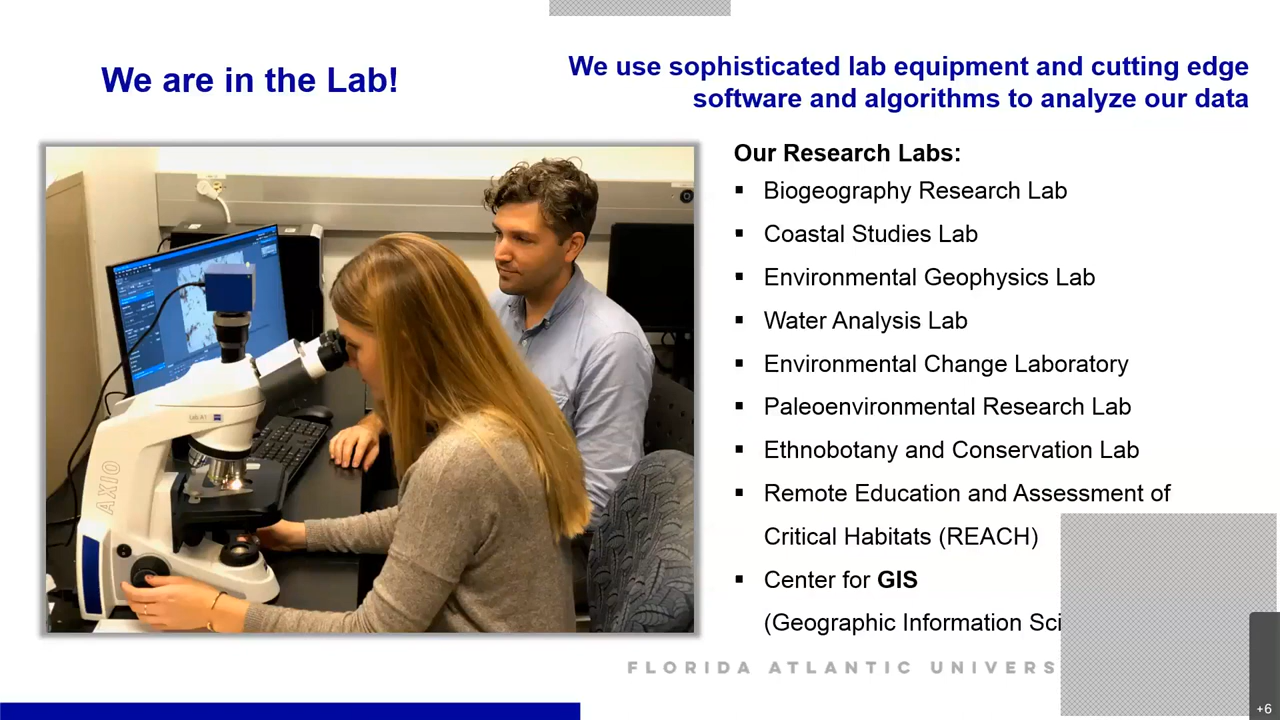 We are in the Lab!
We use sophisticated lab equipment and cutting edge
software and algorithms to analyze our data
Our Research Labs:
▪ Biogeography Research Lab
▪ Coastal Studies Lab
▪ Environmental Geophysics Lab
▪ Water Analysis Lab
▪ Environmental Change Laboratory
▪ Paleoenvironmental Research Lab
▪ Ethnobotany and Conservation Lab
▪ Remote Education and Assessment of
Critical Habitats (REACH)
▪ Center for GIS
(Geographic Information Sci
AXIO
FLORIDA ATLANTIC UNIVERS
+6